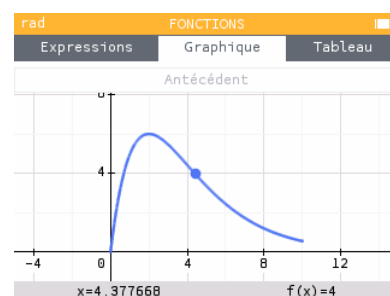 rad FONCTIONS
Expressions Graphique Tableau
Antécédent
4
-4 0 4 8 12
x=4.377668 f(x)=4